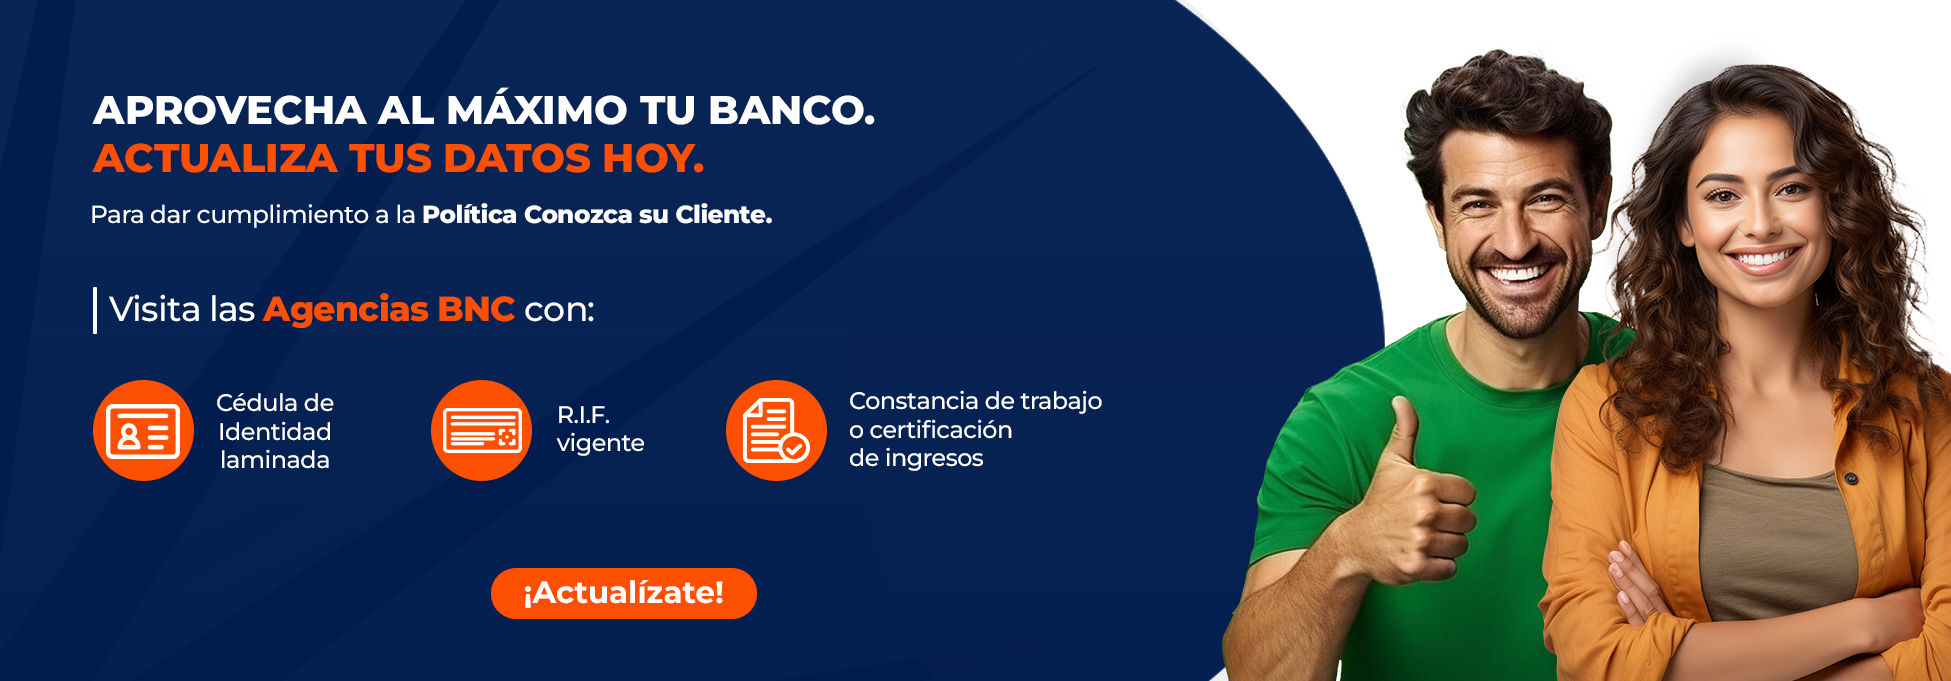 APROVECHA AL MÁXIMO TU BANCO.
ACTUALIZA TUS DATOS HOY.
Para dar cumplimiento a la Política Conozca su Cliente.
Visita las Agencias BNC con:
Cédula de
Identidad
laminada
R.I.F.
vigente
Constancia de trabajo
o certificación
de ingresos
¡Actualízate!